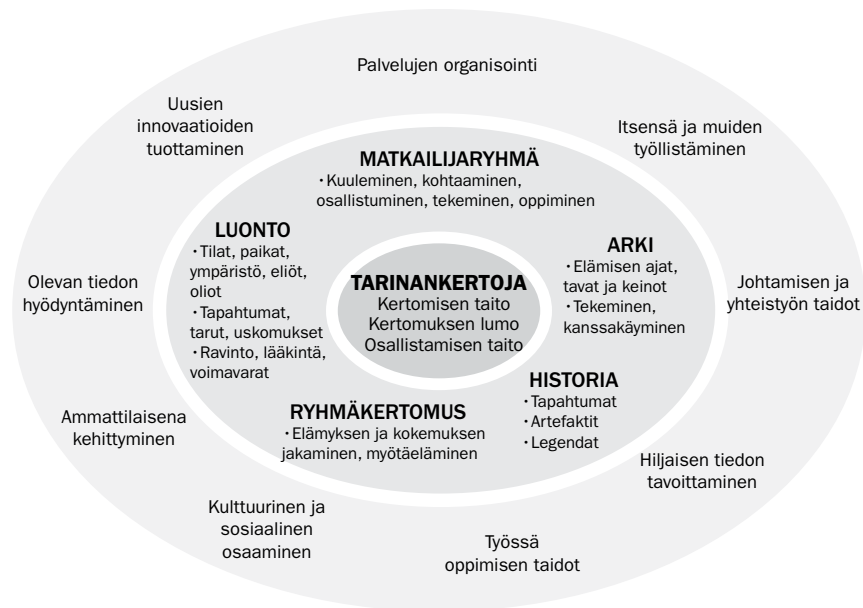 Palvelujen organisointi
Uusien
innovaatioiden
tuottaminen
Itsensä ja muiden
työllistäminen
MATKAILIJARYHMÄ
· Kuuleminen, kohtaaminen,
osallistuminen, tekeminen, oppiminen
LUONTO
· Tilat, paikat,
ympäristö, eliöt,
oliot
· Tapahtumat,
tarut, uskomukset
· Ravinto, lääkintä,
voimavarat
ARKI
· Elämisen ajat,
tavat ja keinot
· Tekeminen,
kanssakäyminen
Olevan tiedon
hyödyntäminen
TARINANKERTOJA
Kertomisen taito
Kertomuksen lumo
Osallistamisen taito
Johtamisen ja
yhteistyön taidot
HISTORIA
· Tapahtumat
· Artefaktit
· Legendat
RYHMÄKERTOMUS
· Elämyksen ja kokemuksen
jakaminen, myötäeläminen
Ammattilaisena
kehittyminen
Hiljaisen tiedon
tavoittaminen
Kulttuurinen ja
sosiaalinen
osaaminen
Työssä
oppimisen taidot